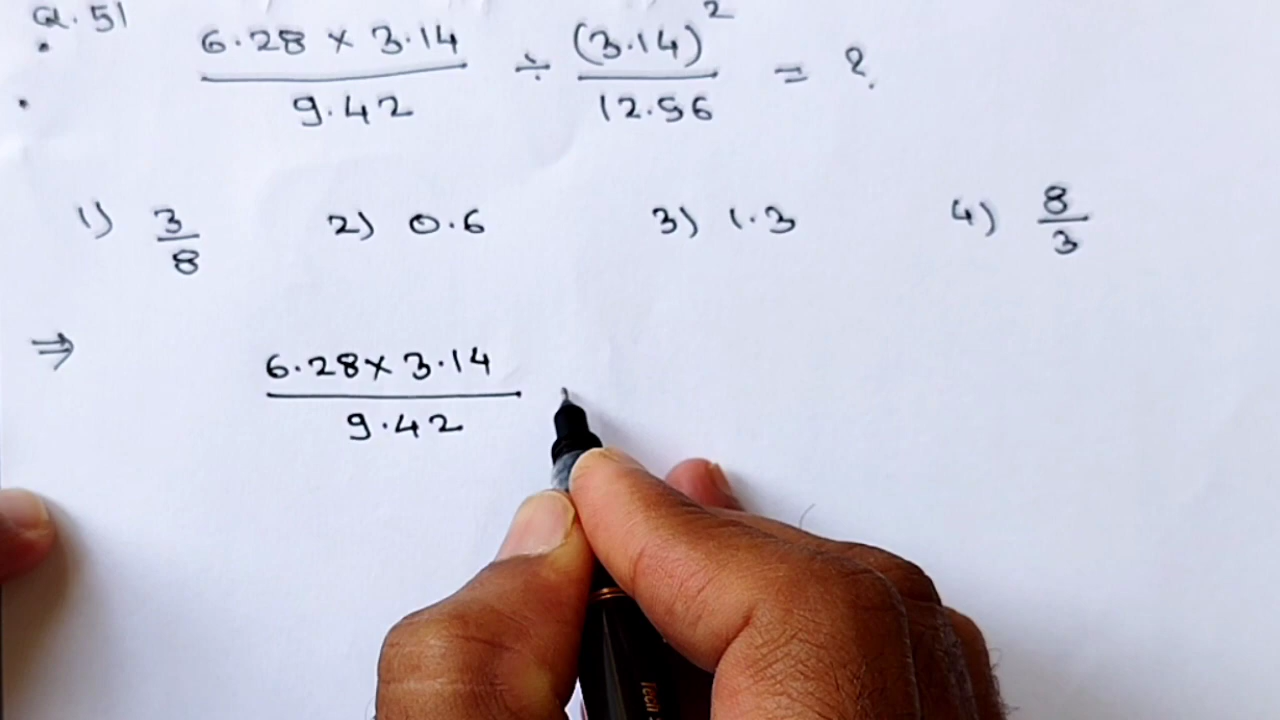 Q. 51
6.28 × 3.14 / 9.42 ÷ (3.14)² / 12.56 = ?
1) 3/8 2) 0.6 3) 1.3 4) 8/3
⇒ 6.28 × 3.14 / 9.42